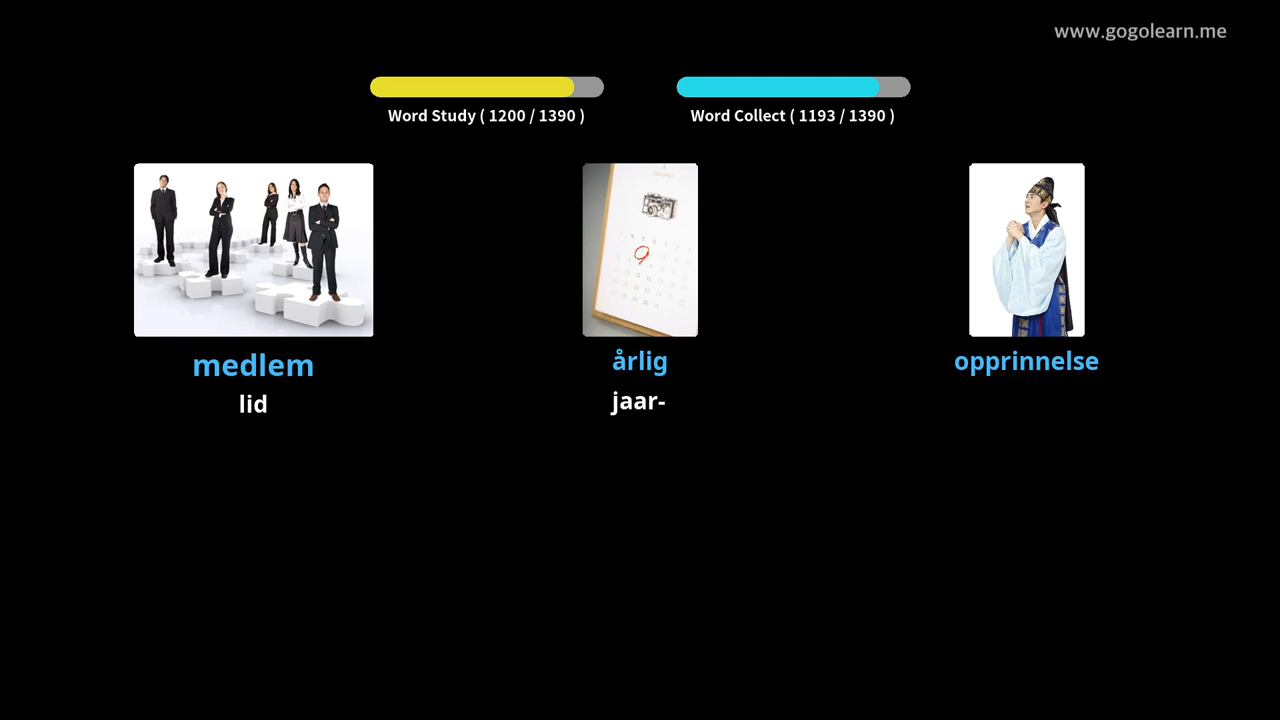 www.gogolearn.me
Word Study ( 1200 / 1390 )
Word Collect ( 1193 / 1390 )
medlem
årlig
opprinnelse
lid
jaar-